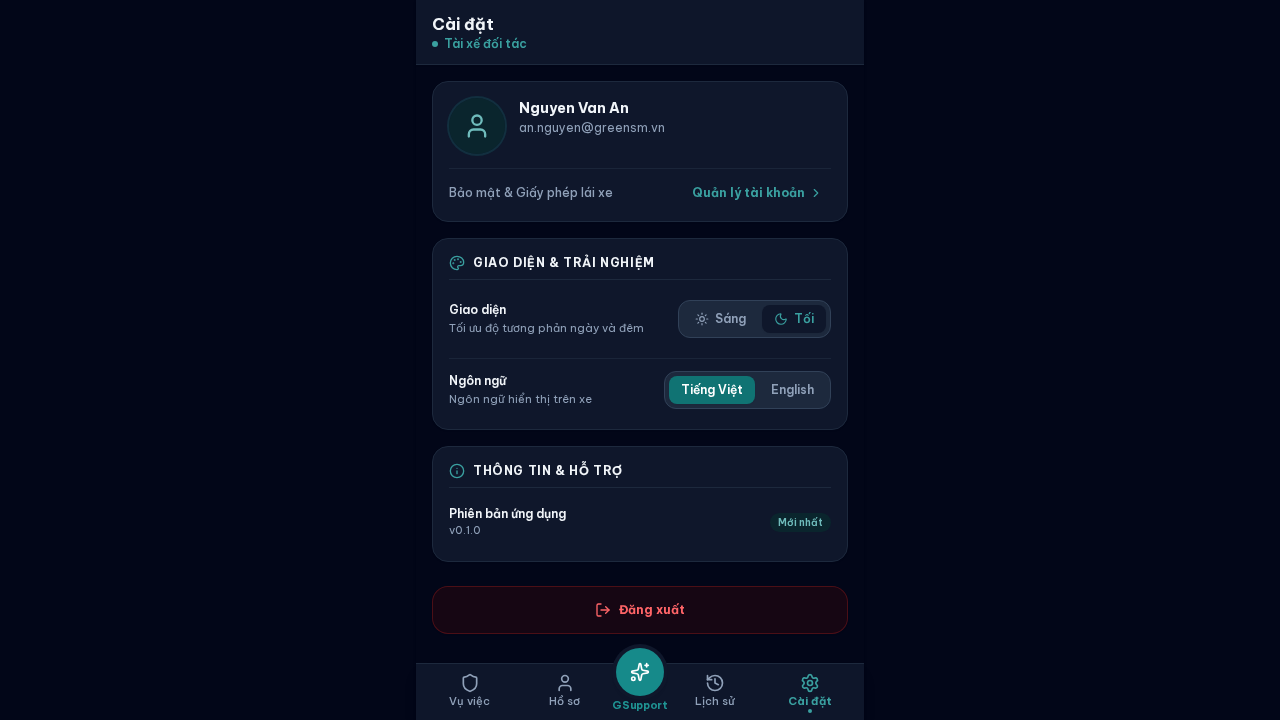 Cài đặt
Tài xế đối tác
Nguyen Van An
an.nguyen@greensm.vn
Bảo mật & Giấy phép lái xe
Quản lý tài khoản
GIAO DIỆN & TRẢI NGHIỆM
Giao diện
Tối ưu độ tương phản ngày và đêm
Sáng
Tối
Ngôn ngữ
Ngôn ngữ hiển thị trên xe
Tiếng Việt
English
THÔNG TIN & HỖ TRỢ
Phiên bản ứng dụng
v0.1.0
Mới nhất
Đăng xuất
Vụ việc
Hồ sơ
GSupport
Lịch sử
Cài đặt